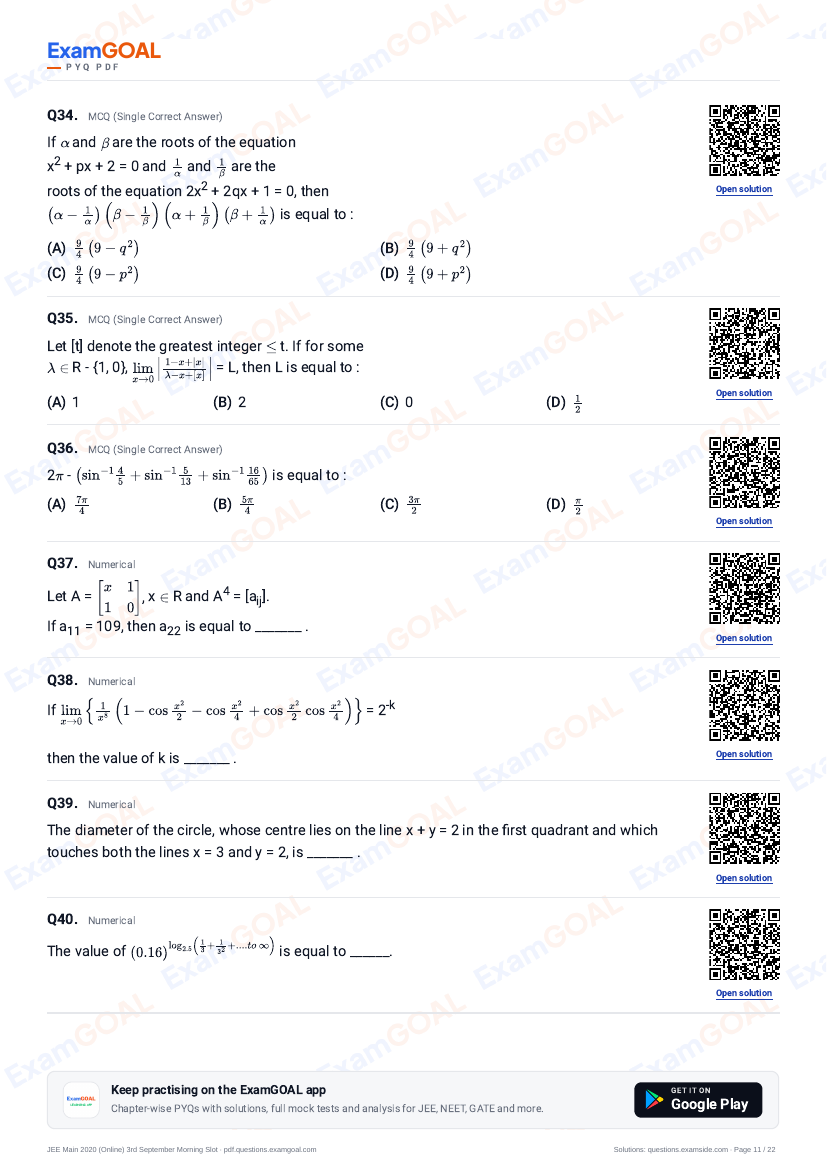 ExamGOAL
PYQ PDF
Q34. MCQ (Single Correct Answer)
If α and β are the roots of the equation
x² + px + 2 = 0 and 1/α and 1/β are the
roots of the equation 2x² + 2qx + 1 = 0, then
(α − 1/α) (β − 1/β) (α + 1/β) (β + 1/α) is equal to :
(A) 9/4 (9 − q²)
(B) 9/4 (9 + q²)
(C) 9/4 (9 − p²)
(D) 9/4 (9 + p²)
Open solution
Q35. MCQ (Single Correct Answer)
Let [t] denote the greatest integer ≤ t. If for some
λ ∈ R - {1, 0}, lim x→0 |(1−x+|x|)/(λ−x+[x])| = L, then L is equal to :
(A) 1
(B) 2
(C) 0
(D) 1/2
Open solution
Q36. MCQ (Single Correct Answer)
2π - (sin⁻¹ 4/5 + sin⁻¹ 5/13 + sin⁻¹ 16/65) is equal to :
(A) 7π/4
(B) 5π/4
(C) 3π/2
(D) π/2
Open solution
Q37. Numerical
Let A = [x 1; 1 0], x ∈ R and A⁴ = [aᵢⱼ].
If a₁₁ = 109, then a₂₂ is equal to _______ .
Open solution
Q38. Numerical
If lim x→0 {1/x⁸ (1 − cos x²/2 − cos x²/4 + cos x²/2 cos x²/4)} = 2⁻ᵏ
then the value of k is _______ .
Open solution
Q39. Numerical
The diameter of the circle, whose centre lies on the line x + y = 2 in the first quadrant and which
touches both the lines x = 3 and y = 2, is _______ .
Open solution
Q40. Numerical
The value of (0.16)^log₂.₅(1/3 + 1/3² + ....to ∞) is equal to ______.
Open solution
ExamGOAL
Keep practising on the ExamGOAL app
Chapter-wise PYQs with solutions, full mock tests and analysis for JEE, NEET, GATE and more.
GET IT ON
Google Play
JEE Main 2020 (Online) 3rd September Morning Slot · pdf.questions.examgoal.com
Solutions: questions.examside.com · Page 11 / 22